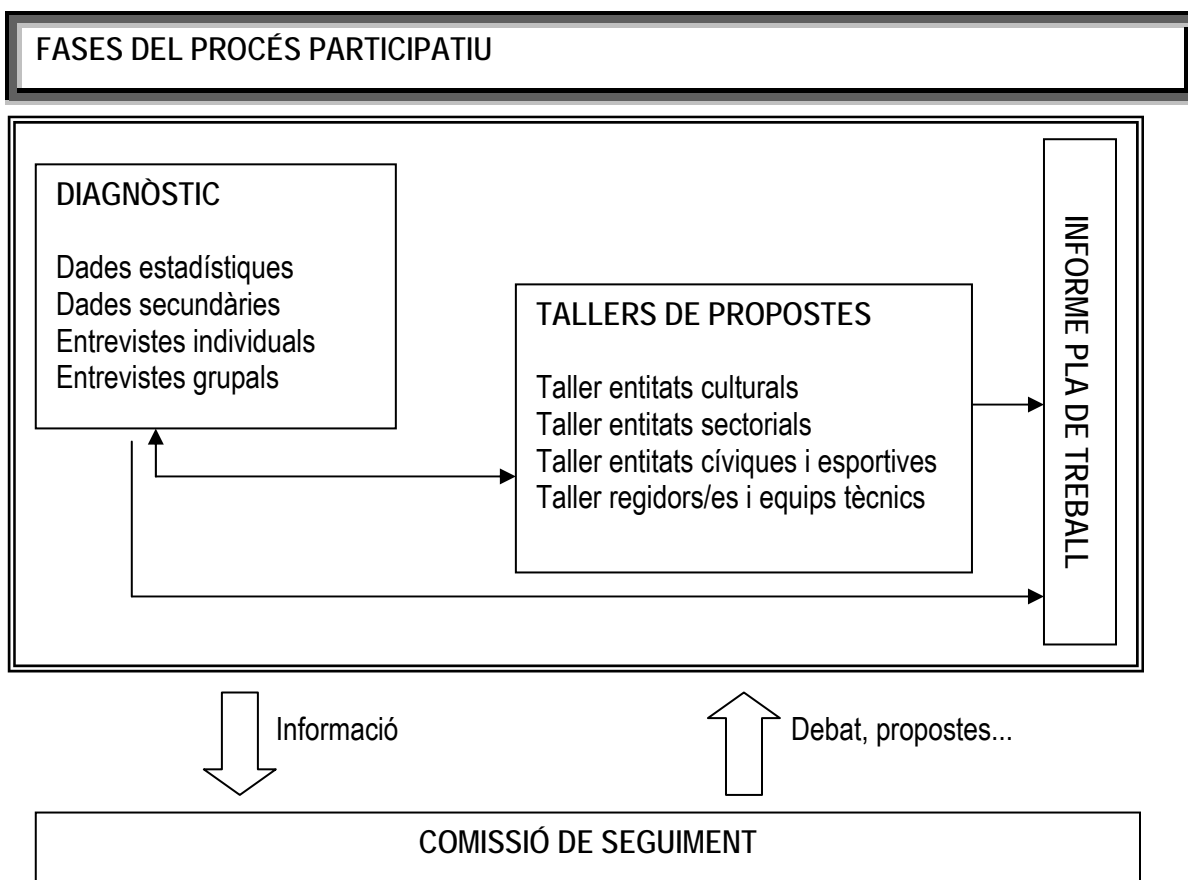 FASES DEL PROCÉS PARTICIPATIU
DIAGNÒSTIC
Dades estadístiques
Dades secundàries
Entrevistes individuals
Entrevistes grupals
TALLERS DE PROPOSTES
Taller entitats culturals
Taller entitats sectorials
Taller entitats cíviques i esportives
Taller regidors/es i equips tècnics
INFORME PLA DE TREBALL
Informació
Debat, propostes...
COMISSIÓ DE SEGUIMENT